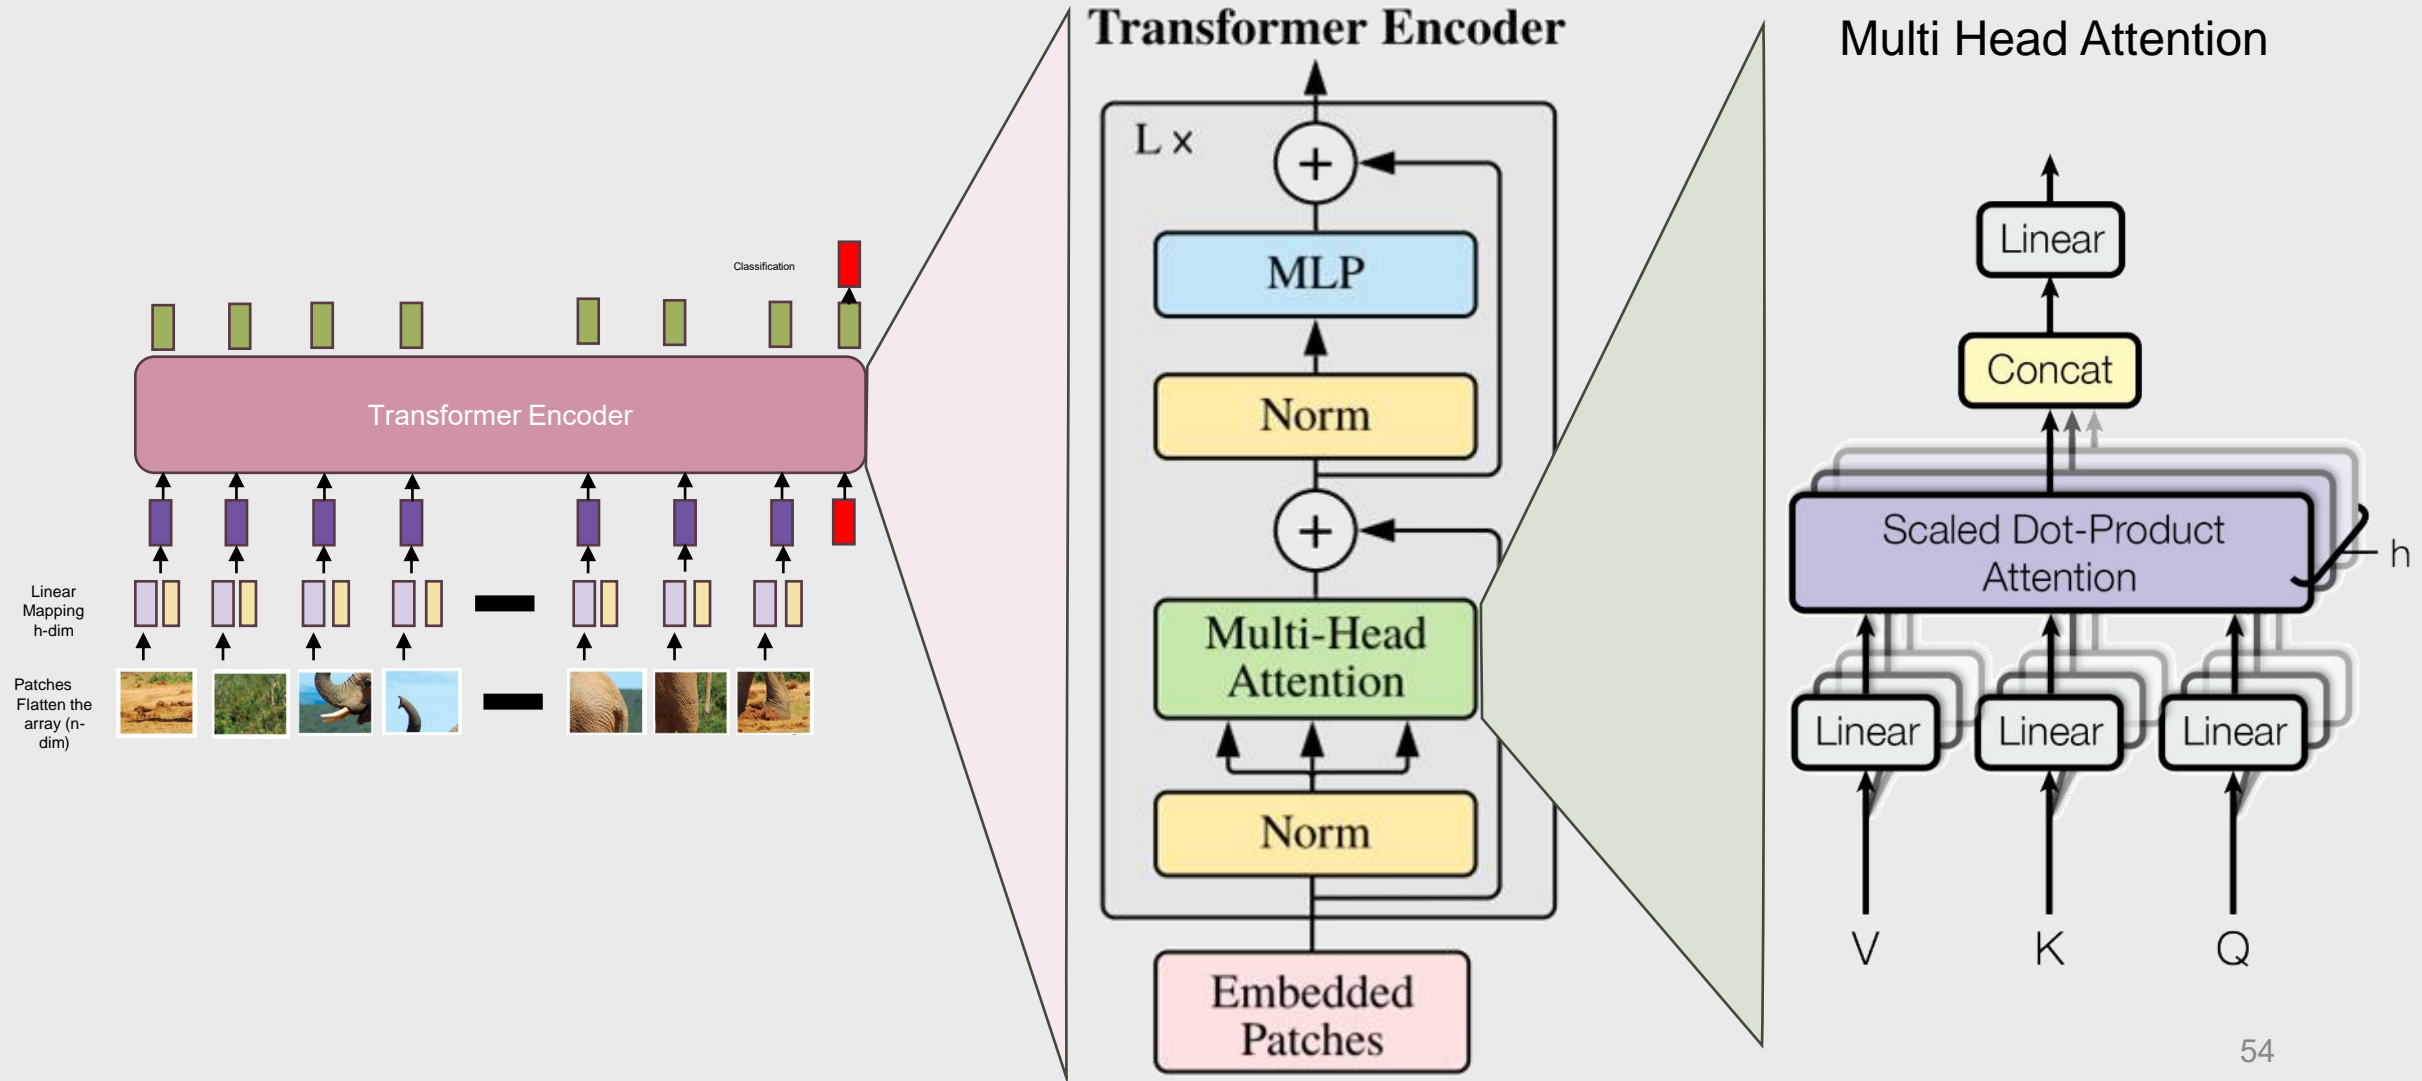 Classification
Transformer Encoder
Linear
Mapping
h-dim
Patches
Flatten the
array (n-
dim)
Transformer Encoder
L ×
+
MLP
Norm
+
Multi-Head
Attention
Norm
Embedded
Patches
Multi Head Attention
Linear
Concat
Scaled Dot-Product
Attention
h
Linear Linear Linear
V K Q
54